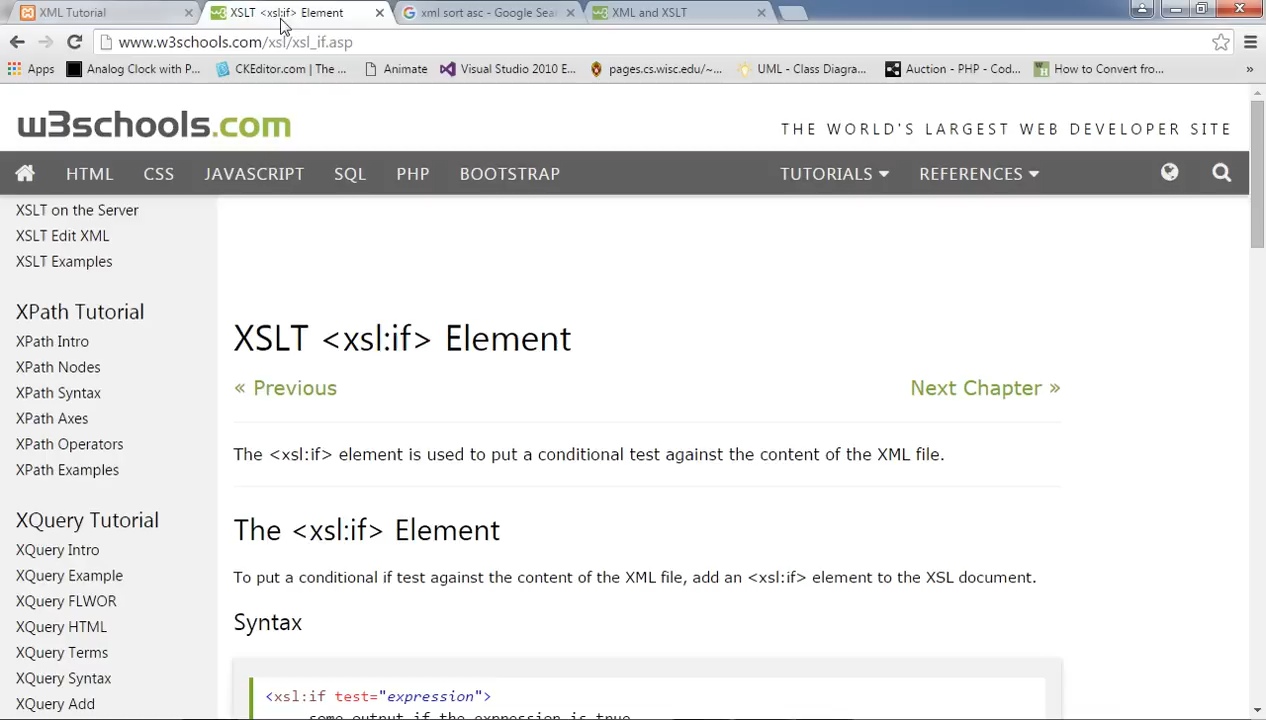 XML Tutorial
XSLT <xsl:if> Element
xml sort asc - Google Sea
XML and XSLT
www.w3schools.com/xsl/xsl_if.asp
Apps
Analog Clock with P...
CKEditor.com | The ...
Animate
Visual Studio 2010 E...
pages.cs.wisc.edu/~...
UML - Class Diagra...
Auction - PHP - Cod...
How to Convert from...
»
w3schools.com
THE WORLD'S LARGEST WEB DEVELOPER SITE
HTML CSS JAVASCRIPT SQL PHP BOOTSTRAP TUTORIALS REFERENCES
XSLT on the Server
XSLT Edit XML
XSLT Examples
XPath Tutorial
XPath Intro
XPath Nodes
XPath Syntax
XPath Axes
XPath Operators
XPath Examples
XQuery Tutorial
XQuery Intro
XQuery Example
XQuery FLWOR
XQuery HTML
XQuery Terms
XQuery Syntax
XQuery Add
XSLT <xsl:if> Element
« Previous
Next Chapter »
The <xsl:if> element is used to put a conditional test against the content of the XML file.
The <xsl:if> Element
To put a conditional if test against the content of the XML file, add an <xsl:if> element to the XSL document.
Syntax
<xsl:if test="expression">
some output if the expression is true